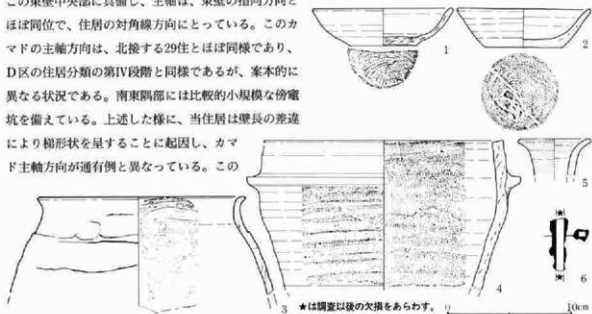 この東壁中央部に具備し、主軸は、東壁の指向方向と
ほぼ同位で、住居の対角線方向にとっている。このカ
マドの主軸方向は、北接する29住とほぼ同様であり、
D区の住居分類の第Ⅳ段階と同様であるが、案本的に
異なる状況である。南東隅部には比較的小規模な傍竈
坑を備えている。上述した様に、当住居は壁長の差違
により梯形状を呈することに起因し、カマ
ド主軸方向が通有例と異なっている。この
1
2
3
4
5
6
★
★
★は調査以後の欠損をあらわす。
0 10cm